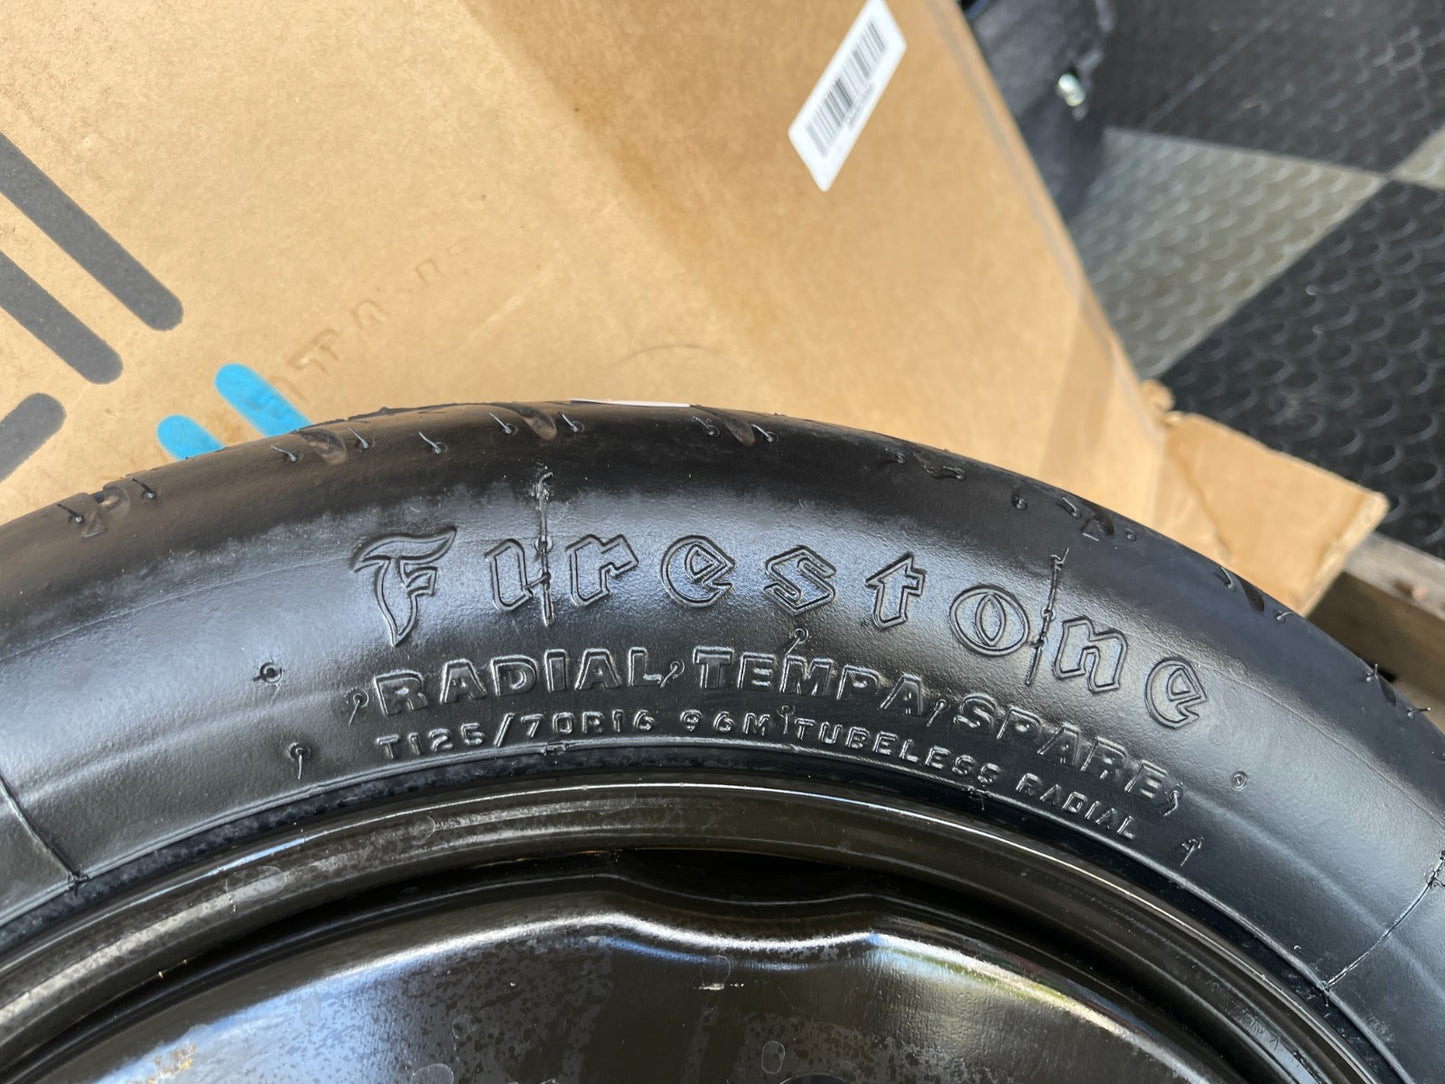 Firestone
RADIAL TEMPA SPARE
T125/70R16 96M TUBELESS RADIAL